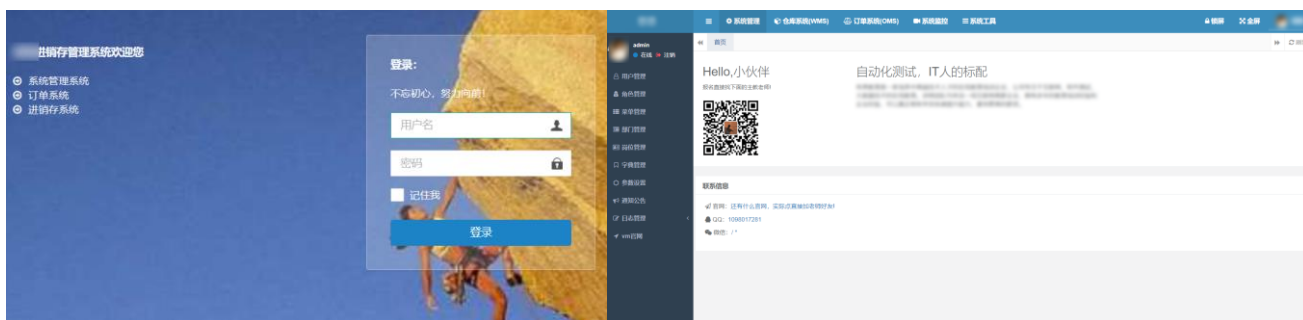 进销存管理系统欢迎您
系统管理系统
订单系统
进销存系统
登录：
不忘初心，努力向前！
用户名
密码
记住我
登录
系统管理
仓库系统(WMS)
订单系统(OMS)
系统监控
系统工具
锁屏
全屏
admin
在线 注销
首页
用户管理
角色管理
菜单管理
部门管理
岗位管理
字典管理
参数设置
通知公告
日志管理
Hello,小伙伴
自动化测试，IT人的标配
联系信息
官网：
QQ：1098017281
微信：/ *